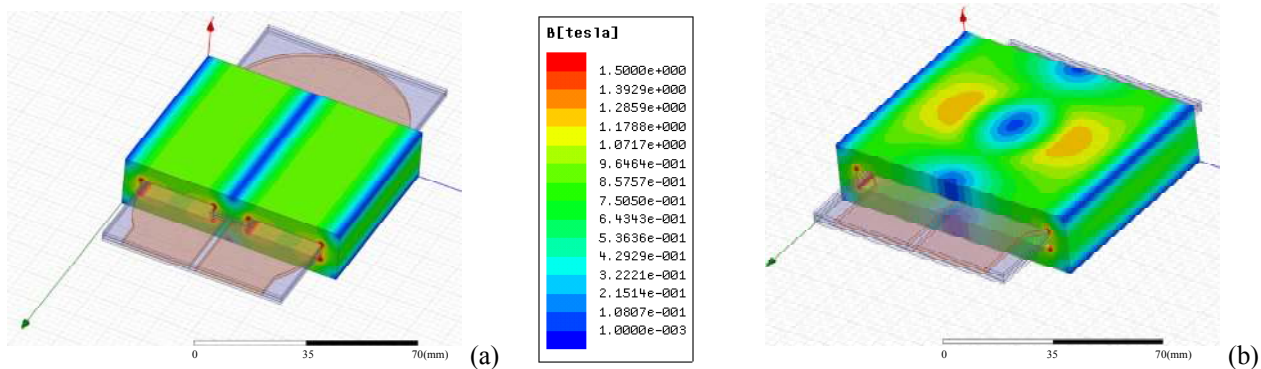 B[tesla]
1.5000e+000
1.3929e+000
1.2859e+000
1.1788e+000
1.0717e+000
9.6464e-001
8.5757e-001
7.5050e-001
6.4343e-001
5.3636e-001
4.2929e-001
3.2221e-001
2.1514e-001
1.0807e-001
1.0000e-003
0 35 70(mm) (a)
0 35 70(mm) (b)